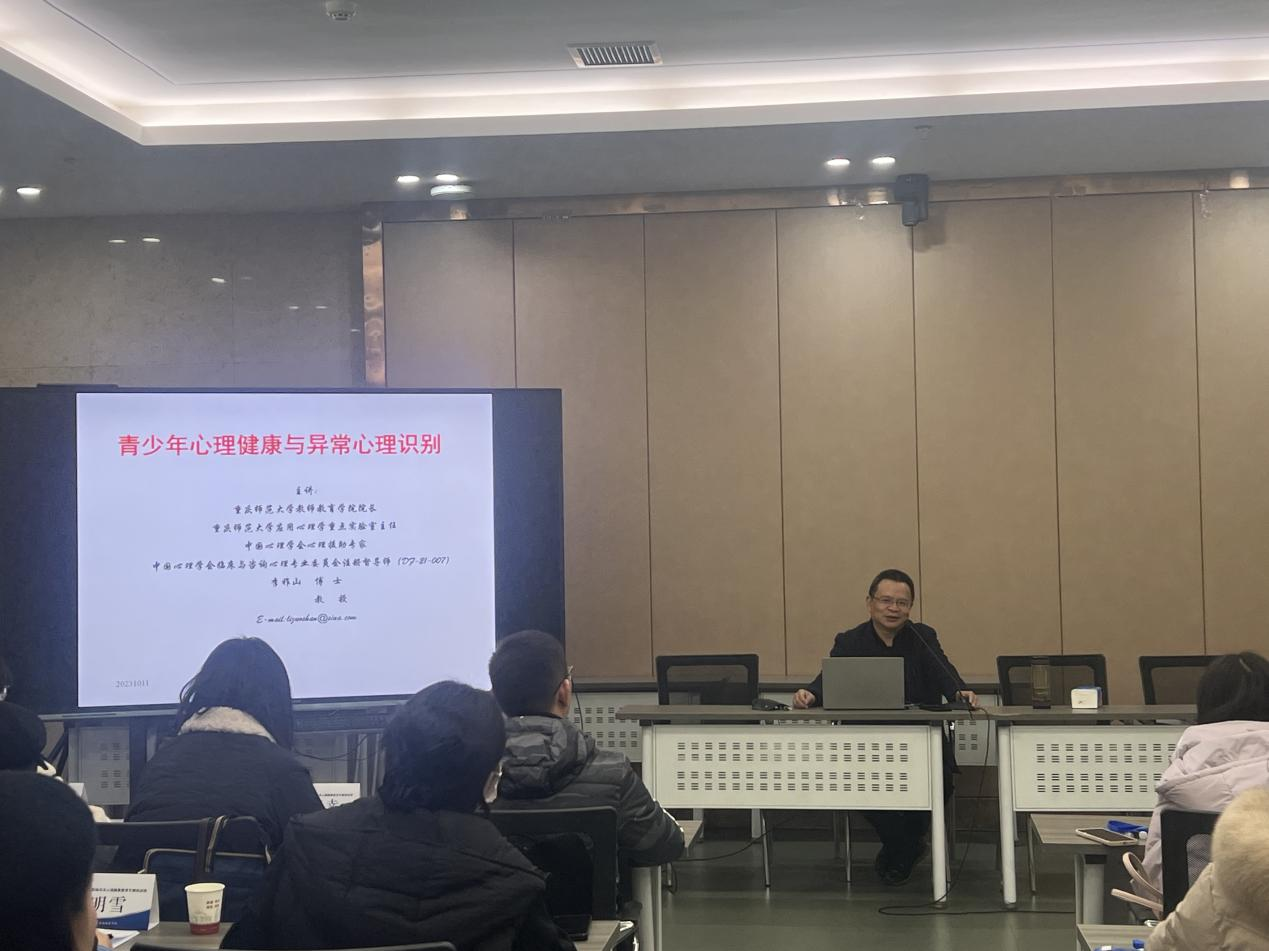 青少年心理健康与异常心理识别
主讲：
重庆师范大学教师教育学院院长
重庆师范大学应用心理学重点实验室主任
中国心理学会心理援助专家
中国心理学会临床与咨询心理专业委员会注册督导师（DJ-21-007）
李祚山 博士
教授
E-mail:lizuoshan@sina.com
20231011
明雪